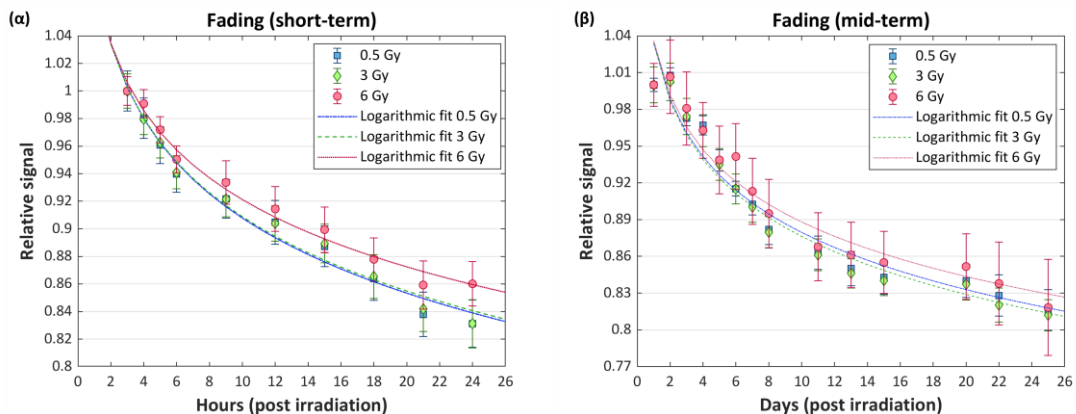 (α)
Fading (short-term)
1.04
1.02
1
0.98
0.96
0.94
0.92
0.9
0.88
0.86
0.84
0.82
0.8
Relative signal
0.5 Gy
3 Gy
6 Gy
Logarithmic fit 0.5 Gy
Logarithmic fit 3 Gy
Logarithmic fit 6 Gy
0 2 4 6 8 10 12 14 16 18 20 22 24 26
Hours (post irradiation)
(β)
Fading (mid-term)
1.04
1.01
0.98
0.95
0.92
0.89
0.86
0.83
0.8
0.77
Relative signal
0.5 Gy
3 Gy
6 Gy
Logarithmic fit 0.5 Gy
Logarithmic fit 3 Gy
Logarithmic fit 6 Gy
0 2 4 6 8 10 12 14 16 18 20 22 24 26
Days (post irradiation)